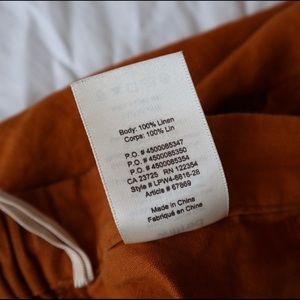 Body: 100% Linen
Corps: 100% Lin
P.O. # 4500085347
P.O. # 4500085350
P.O. # 4500085354
CA 23725 RN 122354
Style # LPW4-6616-28
Article # 67869
Made in China
Fabriqué en China